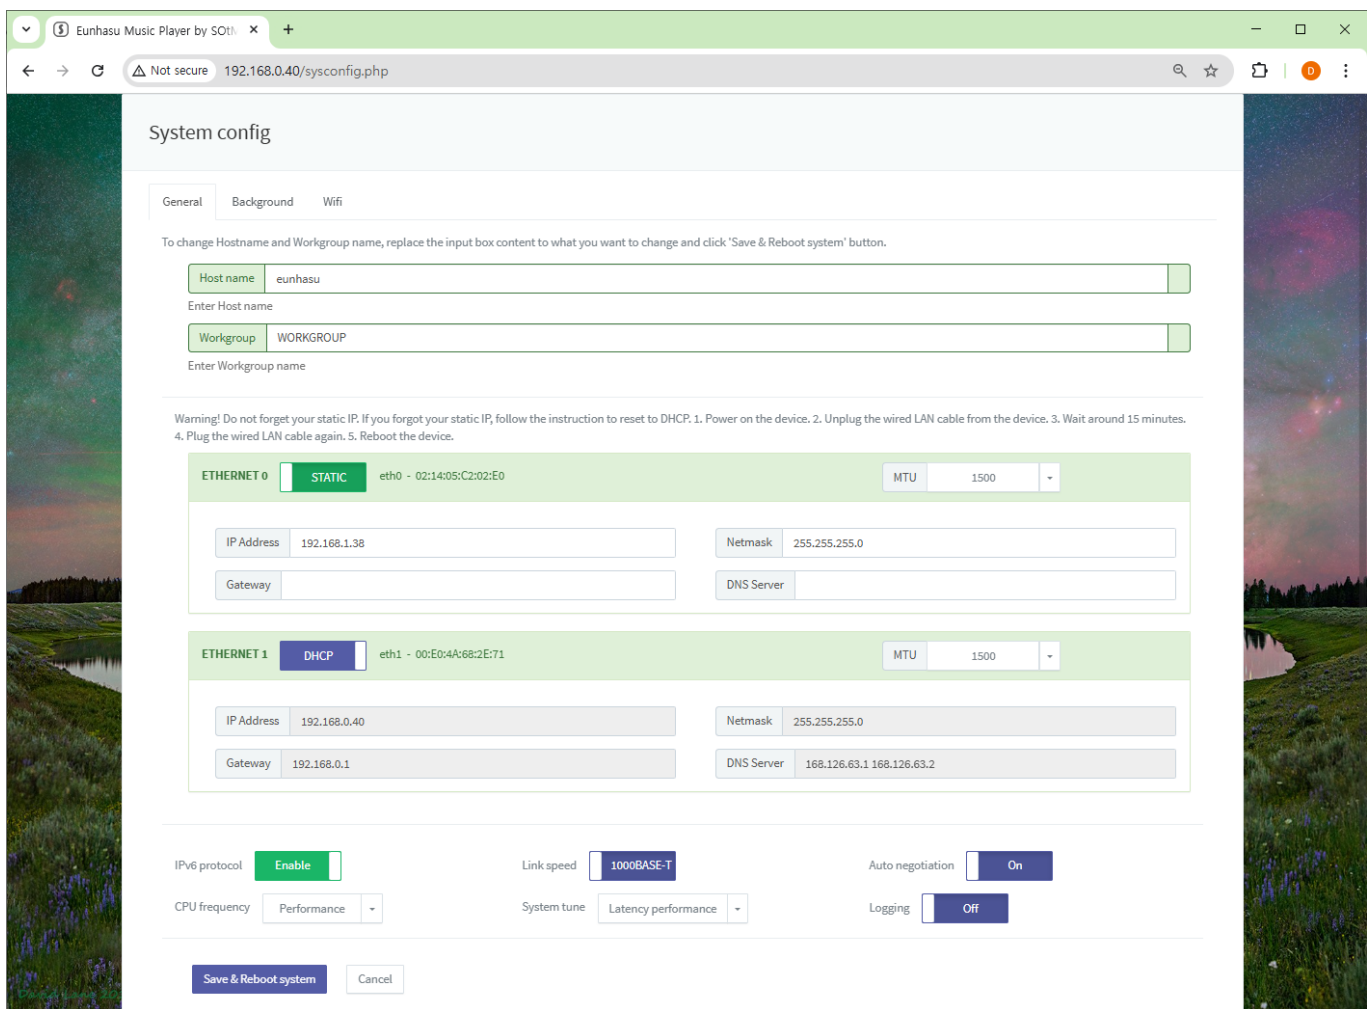 Eunhasu Music Player by SOtM
Not secure 192.168.0.40/sysconfig.php
D
System config
General Background Wifi
To change Hostname and Workgroup name, replace the input box content to what you want to change and click 'Save & Reboot system' button.
Host name eunhasu
Enter Host name
Workgroup WORKGROUP
Enter Workgroup name
Warning! Do not forget your static IP. If you forgot your static IP, follow the instruction to reset to DHCP. 1. Power on the device. 2. Unplug the wired LAN cable from the device. 3. Wait around 15 minutes.
4. Plug the wired LAN cable again. 5. Reboot the device.
ETHERNET 0 STATIC eth0 - 02:14:05:C2:02:E0 MTU 1500
IP Address 192.168.1.38 Netmask 255.255.255.0
Gateway DNS Server
ETHERNET 1 DHCP eth1 - 00:E0:4A:68:2E:71 MTU 1500
IP Address 192.168.0.40 Netmask 255.255.255.0
Gateway 192.168.0.1 DNS Server 168.126.63.1 168.126.63.2
IPv6 protocol Enable Link speed 1000BASE-T Auto negotiation On
CPU frequency Performance System tune Latency performance Logging Off
Save & Reboot system Cancel